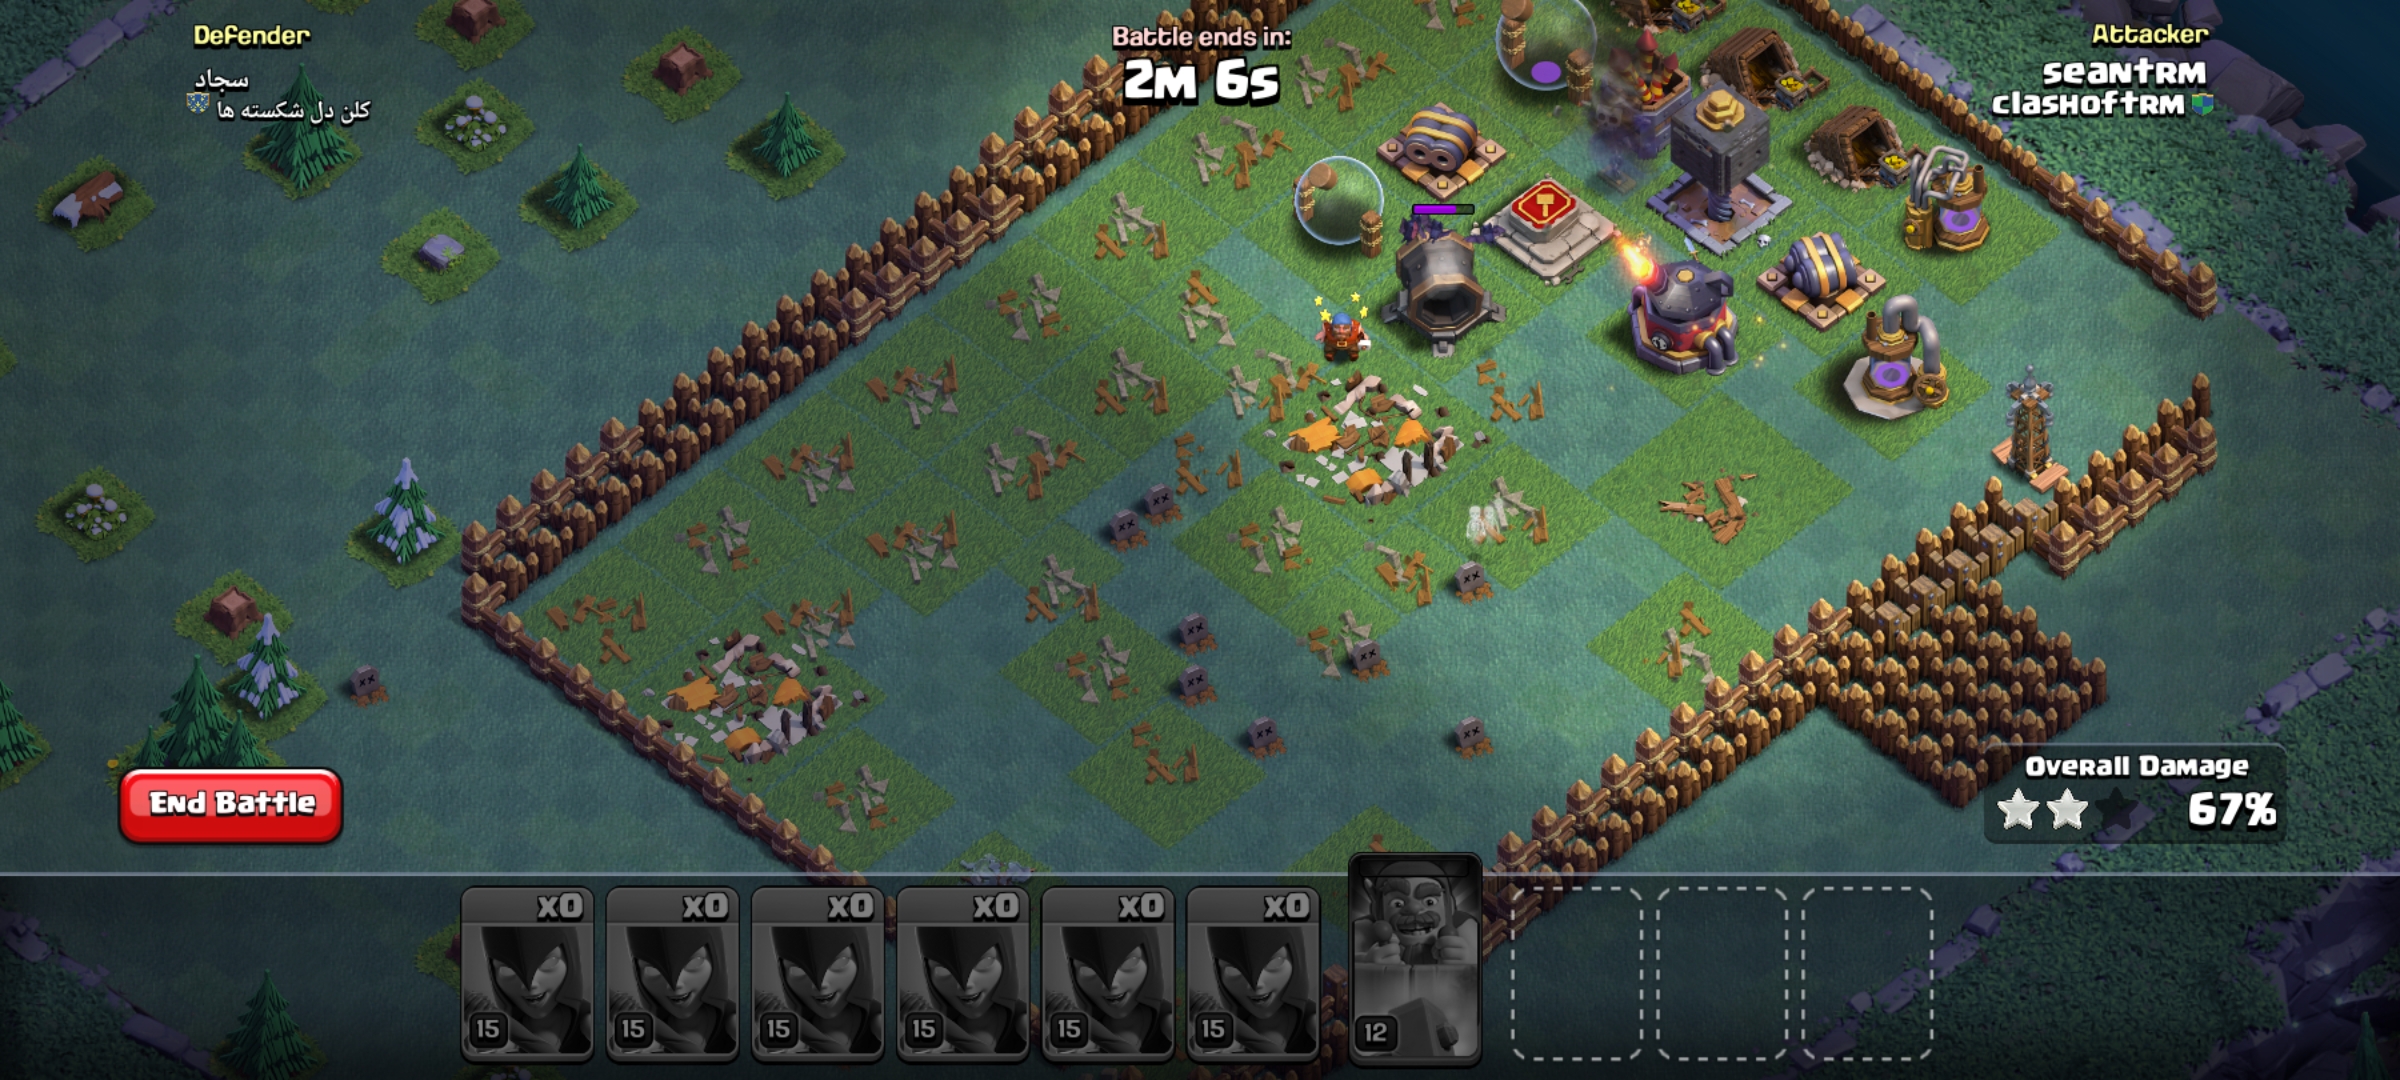 Defender
سجاد
کلن دل شکسته ها
Battle ends in:
2M 6S
Attacker
seantRM
clashoftRM
End Battle
Overall Damage
67%
x0
x0
x0
x0
x0
x0
15
15
15
15
15
15
12